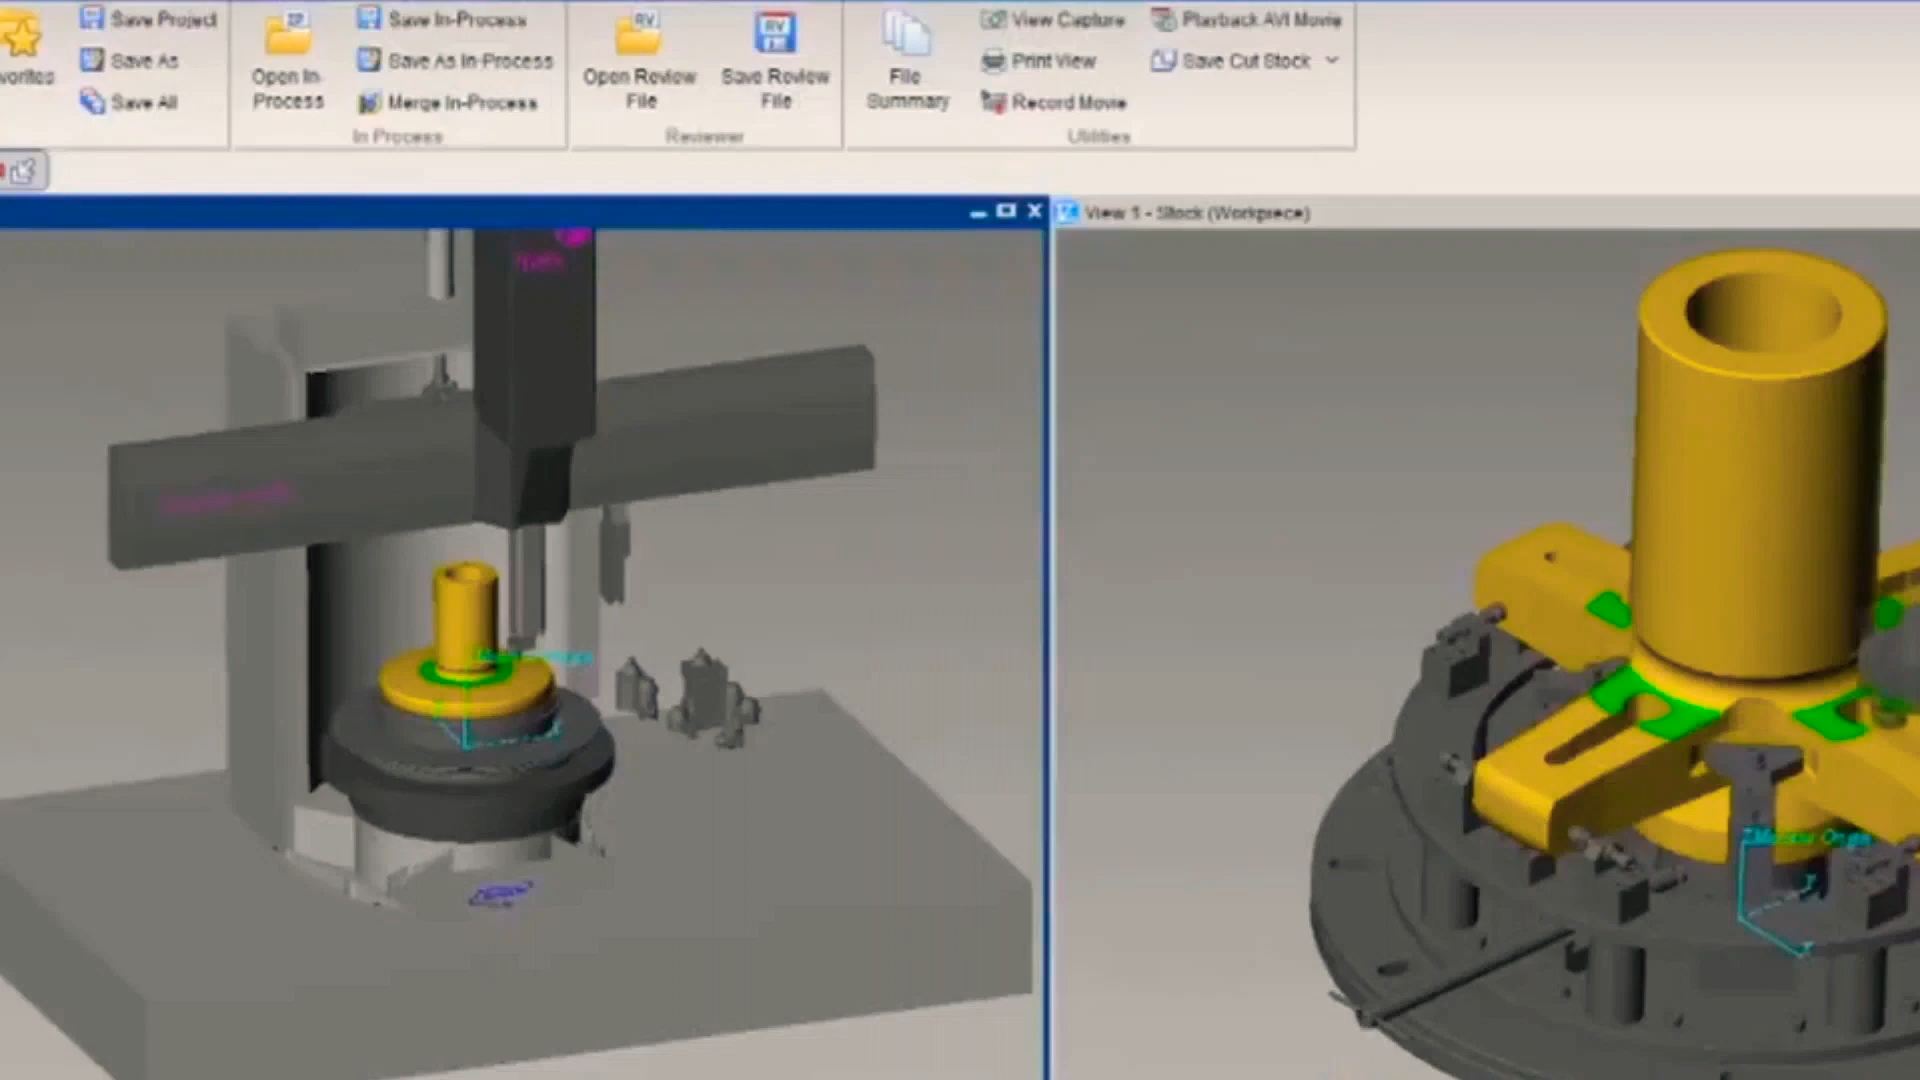 vorites
Save Project
Save As
Save All
Open In
Process
Save In-Process
Save As In-Process
Merge In-Process
In Process
Open Review
File
Save Review
File
Reviewer
File
Summary
View Capture
Print View
Record Movie
Playback AVI Movie
Save Cut Stock
Utilities
View 1 - Stock (Workpiece)